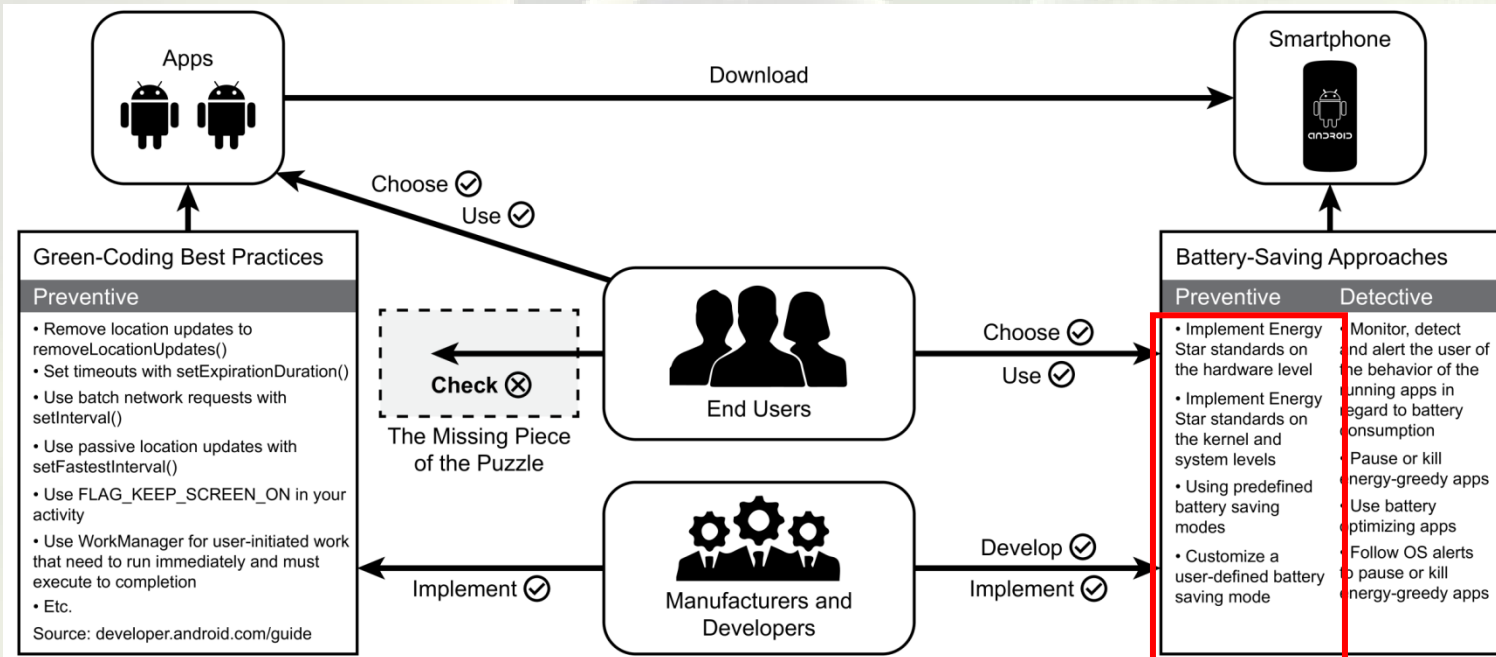 Apps
Download
Smartphone
ANDROID
Choose
Use
Green-Coding Best Practices
Preventive
• Remove location updates to
removeLocationUpdates()
• Set timeouts with setExpirationDuration()
• Use batch network requests with
setInterval()
• Use passive location updates with
setFastestInterval()
• Use FLAG_KEEP_SCREEN_ON in your
activity
• Use WorkManager for user-initiated work
that need to run immediately and must
execute to completion
• Etc.
Source: developer.android.com/guide
Check
The Missing Piece
of the Puzzle
End Users
Choose
Use
Implement
Manufacturers and
Developers
Develop
Implement
Battery-Saving Approaches
Preventive
• Implement Energy
Star standards on
the hardware level
• Implement Energy
Star standards on
the kernel and
system levels
• Using predefined
battery saving
modes
• Customize a
user-defined battery
saving mode
Detective
• Monitor, detect
and alert the user of
the behavior of the
running apps in
regard to battery
consumption
• Pause or kill
energy-greedy apps
• Use battery
optimizing apps
• Follow OS alerts
to pause or kill
energy-greedy apps